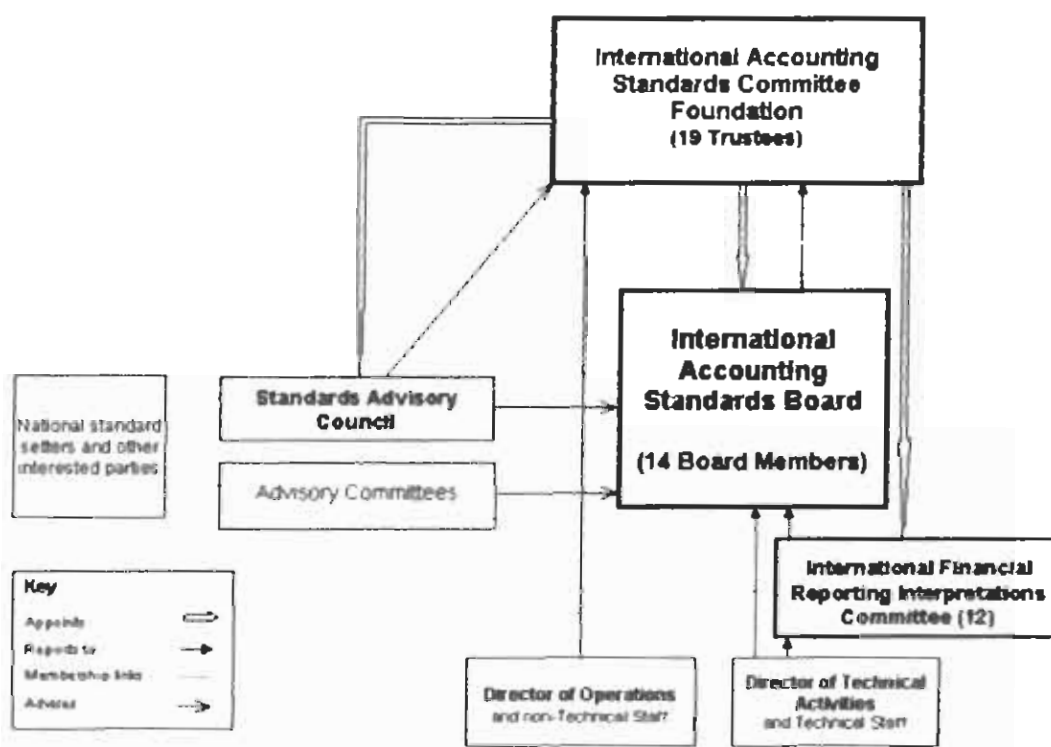 International Accounting
Standards Committee
Foundation
(19 Trustees)
International
Accounting
Standards Board
(14 Board Members)
Standards Advisory
Council
National standard
setters and other
interested parties
Advisory Committees
International Financial
Reporting Interpretations
Committee (12)
Key
Appoints
Reports to
Membership links
Advises
Director of Operations
and non-Technical Staff
Director of Technical
Activities
and Technical Staff